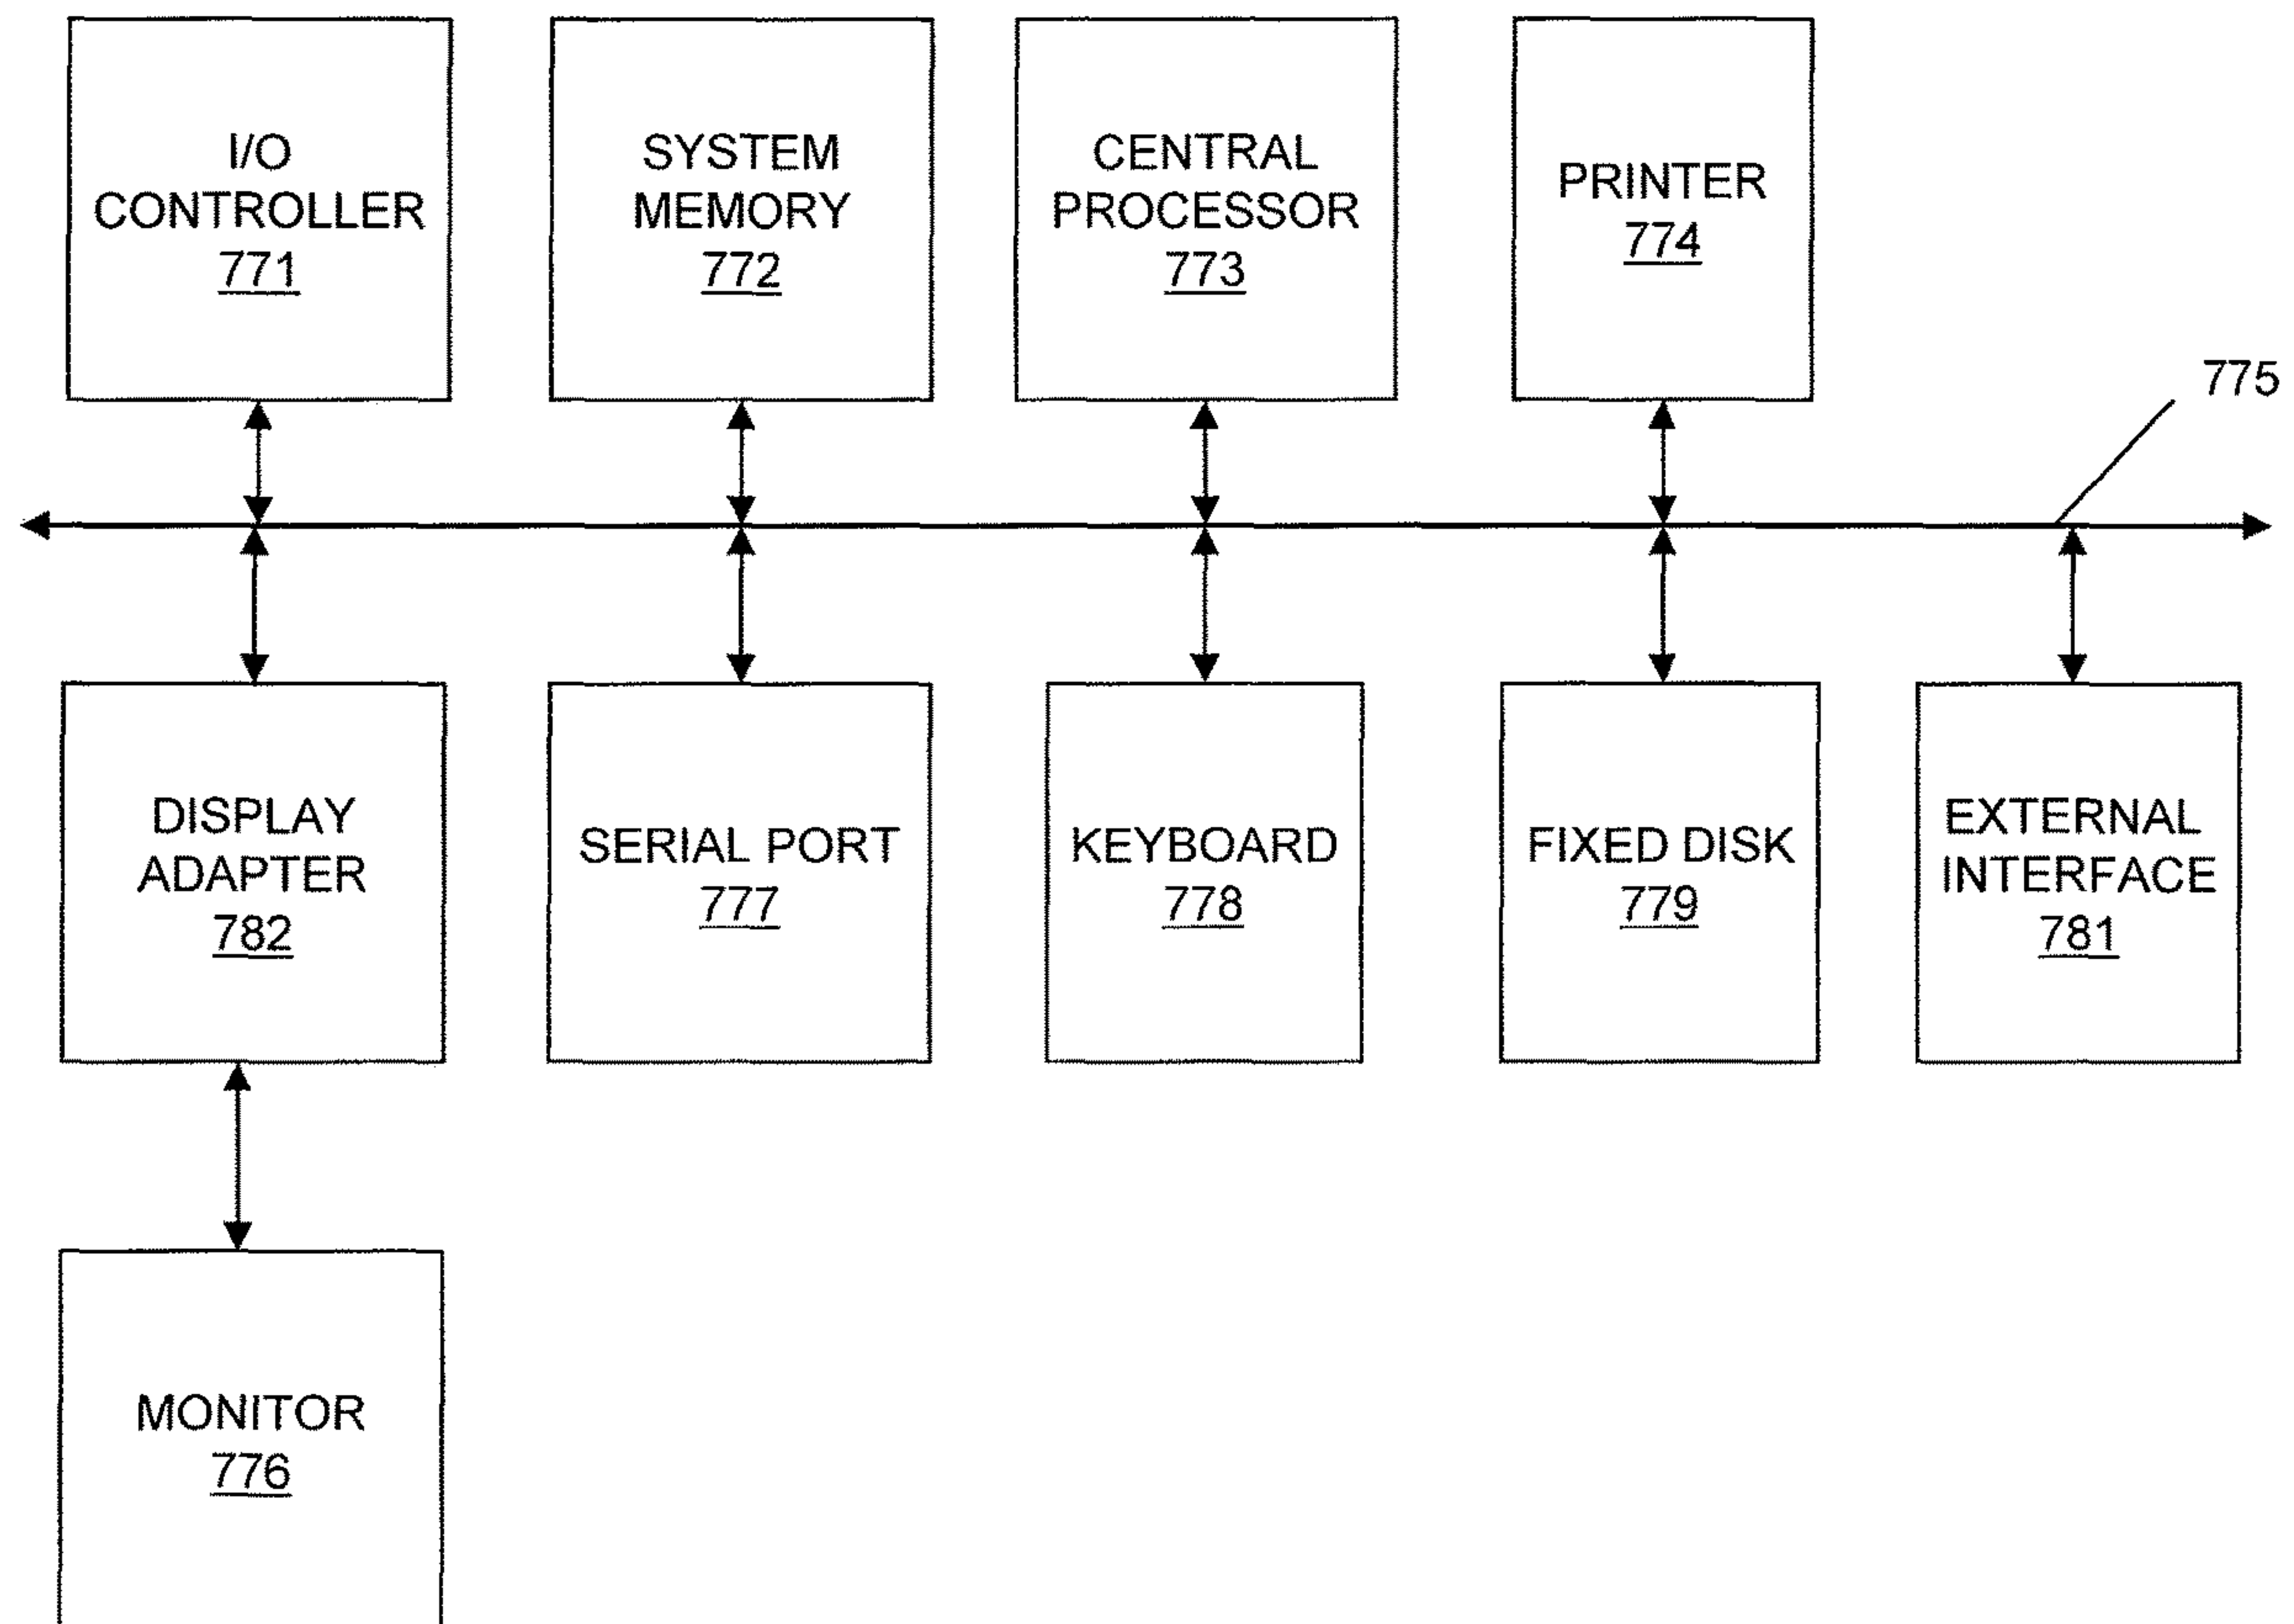 I/O
CONTROLLER
771
SYSTEM
MEMORY
772
CENTRAL
PROCESSOR
773
PRINTER
774
775
DISPLAY
ADAPTER
782
SERIAL PORT
777
KEYBOARD
778
FIXED DISK
779
EXTERNAL
INTERFACE
781
MONITOR
776